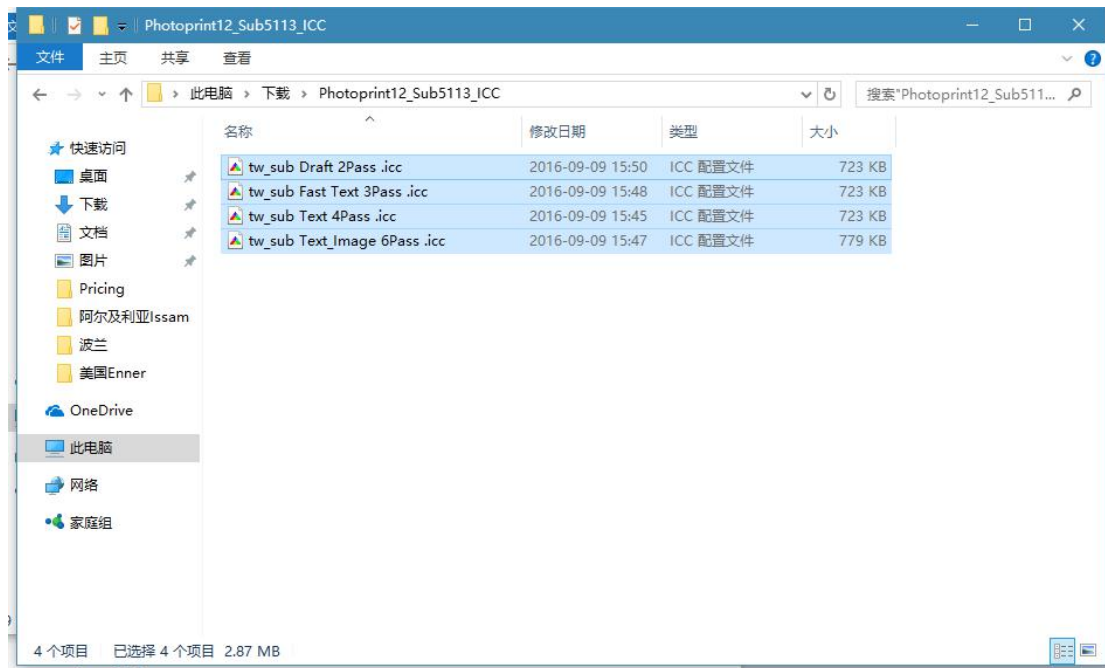 Photoprint12_Sub5113_ICC
文件 主页 共享 查看
此电脑 下载 Photoprint12_Sub5113_ICC 搜索"Photoprint12_Sub511...
名称 修改日期 类型 大小
快速访问
桌面
下载
文档
图片
Pricing
阿尔及利亚Issam
波兰
美国Enner
OneDrive
此电脑
网络
家庭组
tw_sub Draft 2Pass .icc 2016-09-09 15:50 ICC 配置文件 723 KB
tw_sub Fast Text 3Pass .icc 2016-09-09 15:48 ICC 配置文件 723 KB
tw_sub Text 4Pass .icc 2016-09-09 15:45 ICC 配置文件 723 KB
tw_sub Text_Image 6Pass .icc 2016-09-09 15:47 ICC 配置文件 779 KB
4 个项目 已选择 4 个项目 2.87 MB